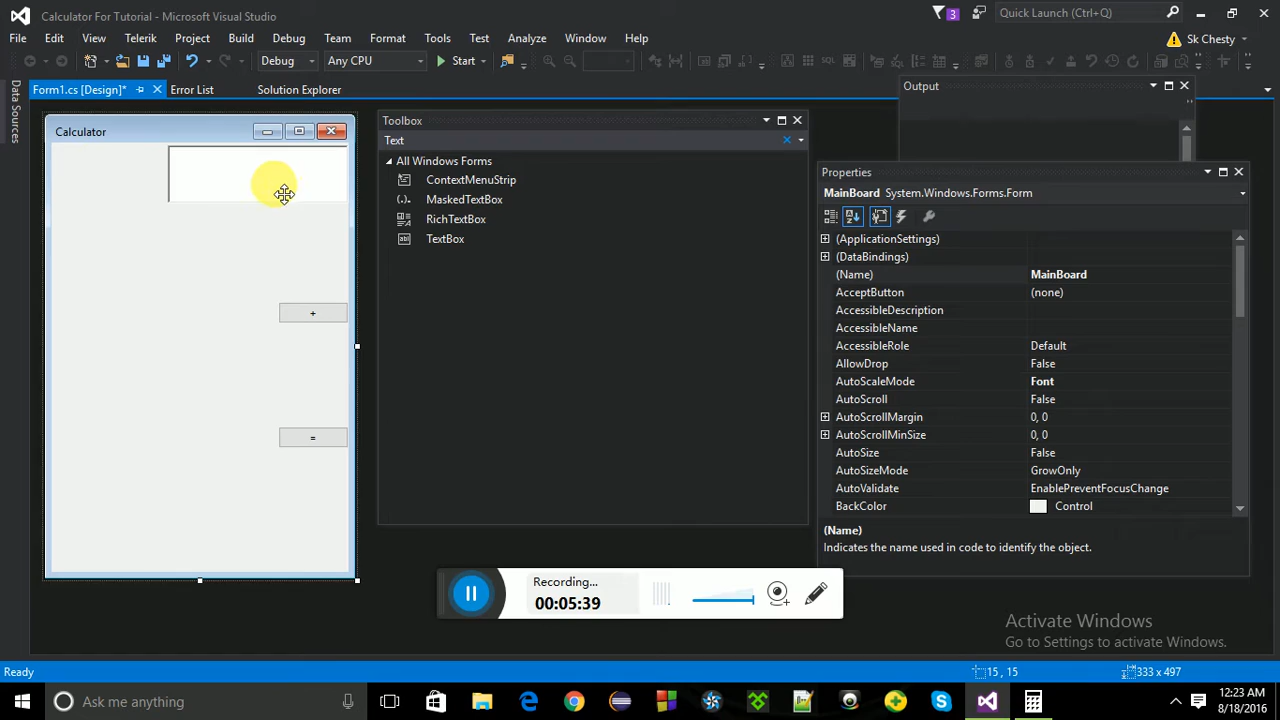 Calculator For Tutorial - Microsoft Visual Studio
3
Quick Launch (Ctrl+Q)
File Edit View Telerik Project Build Debug Team Format Tools Test Analyze Window Help
Sk Chesty
Debug
Any CPU
Start
Data Sources
Form1.cs [Design]*
Error List
Solution Explorer
Output
Calculator
+
=
Toolbox
Text
All Windows Forms
ContextMenuStrip
MaskedTextBox
RichTextBox
TextBox
Properties
MainBoard System.Windows.Forms.Form
(ApplicationSettings)
(DataBindings)
(Name) MainBoard
AcceptButton (none)
AccessibleDescription
AccessibleName
AccessibleRole Default
AllowDrop False
AutoScaleMode Font
AutoScroll False
AutoScrollMargin 0, 0
AutoScrollMinSize 0, 0
AutoSize False
AutoSizeMode GrowOnly
AutoValidate EnablePreventFocusChange
BackColor Control
(Name)
Indicates the name used in code to identify the object.
Recording...
00:05:39
Activate Windows
Go to Settings to activate Windows.
Ready
15 , 15
333 x 497
Ask me anything
12:23 AM
8/18/2016